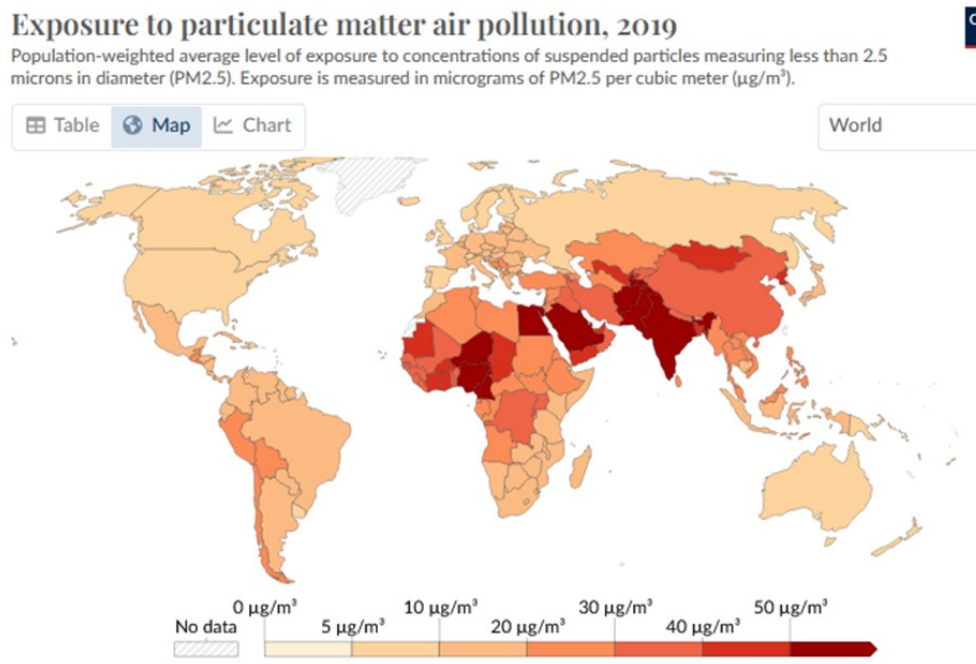 Exposure to particulate matter air pollution, 2019
Population-weighted average level of exposure to concentrations of suspended particles measuring less than 2.5
microns in diameter (PM2.5). Exposure is measured in micrograms of PM2.5 per cubic meter (µg/m³).
Table Map Chart
World
0 µg/m³ 10 µg/m³ 30 µg/m³ 50 µg/m³
No data 5 µg/m³ 20 µg/m³ 40 µg/m³